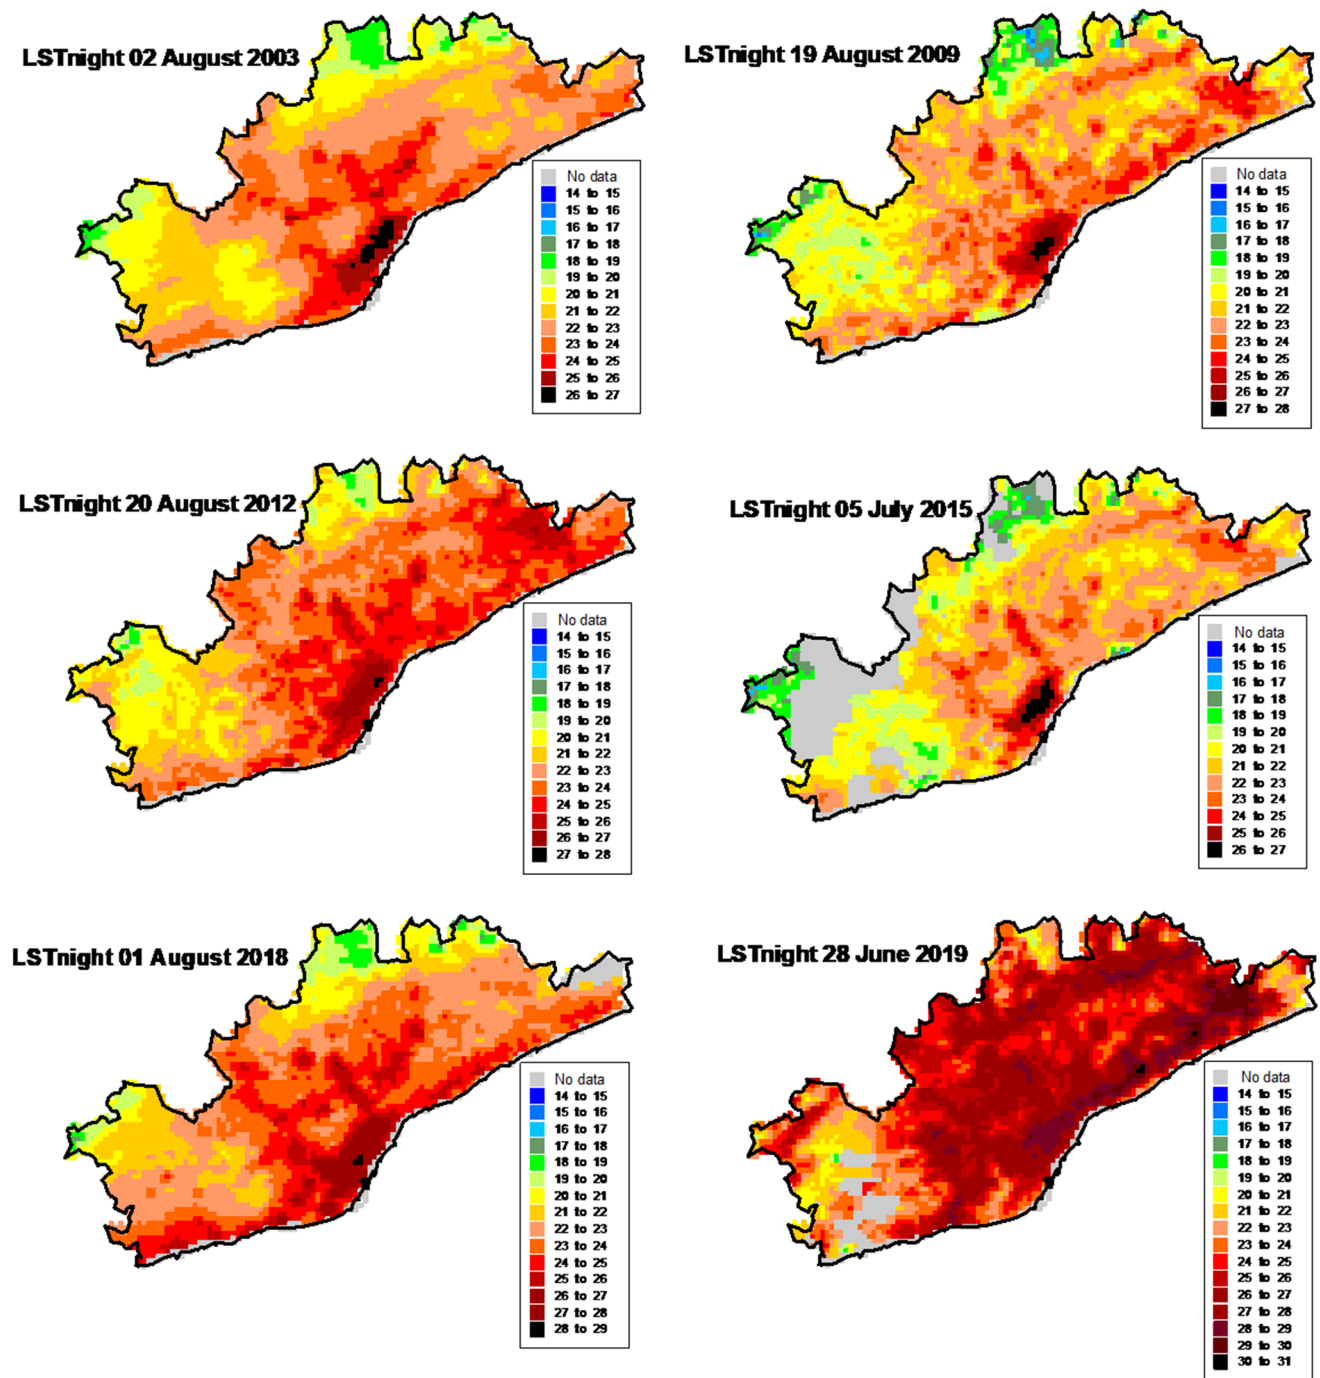 LSTnight 02 August 2003
No data
14 to 15
15 to 16
16 to 17
17 to 18
18 to 19
19 to 20
20 to 21
21 to 22
22 to 23
23 to 24
24 to 25
25 to 26
26 to 27
LSTnight 19 August 2009
No data
14 to 15
15 to 16
16 to 17
17 to 18
18 to 19
19 to 20
20 to 21
21 to 22
22 to 23
23 to 24
24 to 25
25 to 26
26 to 27
27 to 28
LSTnight 20 August 2012
No data
14 to 15
15 to 16
16 to 17
17 to 18
18 to 19
19 to 20
20 to 21
21 to 22
22 to 23
23 to 24
24 to 25
25 to 26
26 to 27
27 to 28
LSTnight 05 July 2015
No data
14 to 15
15 to 16
16 to 17
17 to 18
18 to 19
19 to 20
20 to 21
21 to 22
22 to 23
23 to 24
24 to 25
25 to 26
26 to 27
LSTnight 01 August 2018
No data
14 to 15
15 to 16
16 to 17
17 to 18
18 to 19
19 to 20
20 to 21
21 to 22
22 to 23
23 to 24
24 to 25
25 to 26
26 to 27
27 to 28
28 to 29
LSTnight 28 June 2019
No data
14 to 15
15 to 16
16 to 17
17 to 18
18 to 19
19 to 20
20 to 21
21 to 22
22 to 23
23 to 24
24 to 25
25 to 26
26 to 27
27 to 28
28 to 29
29 to 30
30 to 31